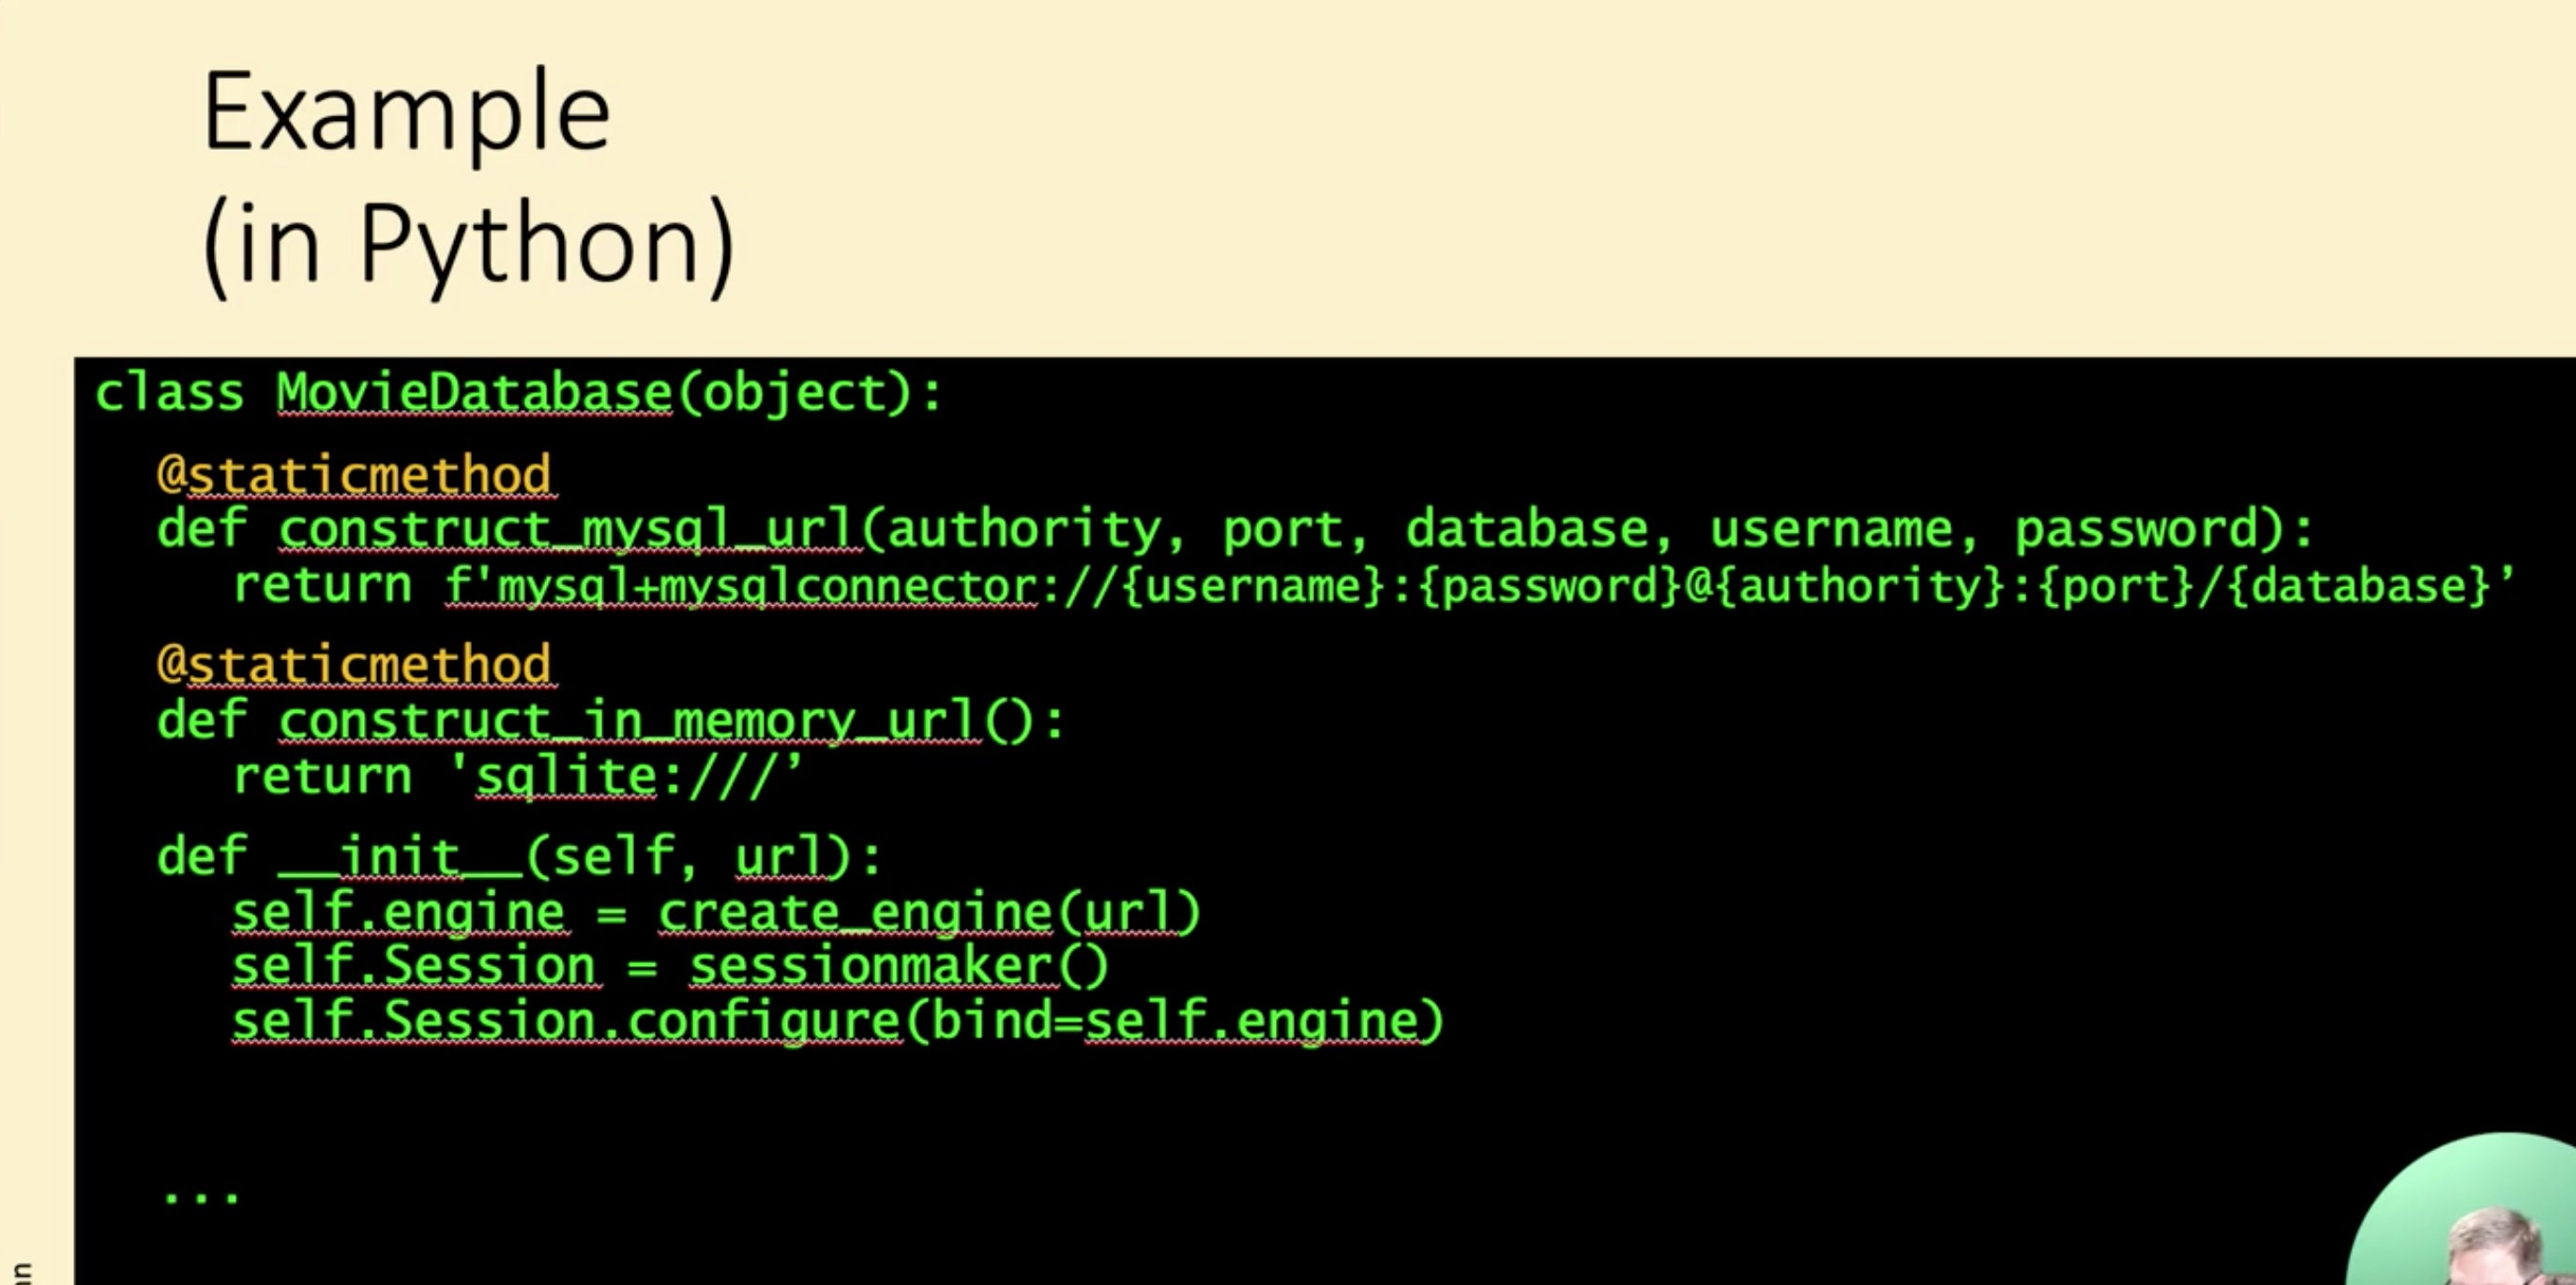 Example
(in Python)
class MovieDatabase(object):
@staticmethod
def construct_mysql_url(authority, port, database, username, password):
return f'mysql+mysqlconnector://{username}:{password}@{authority}:{port}/{database}’
@staticmethod
def construct_in_memory_url():
return 'sqlite:///’
def __init__(self, url):
self.engine = create_engine(url)
self.Session = sessionmaker()
self.Session.configure(bind=self.engine)
...